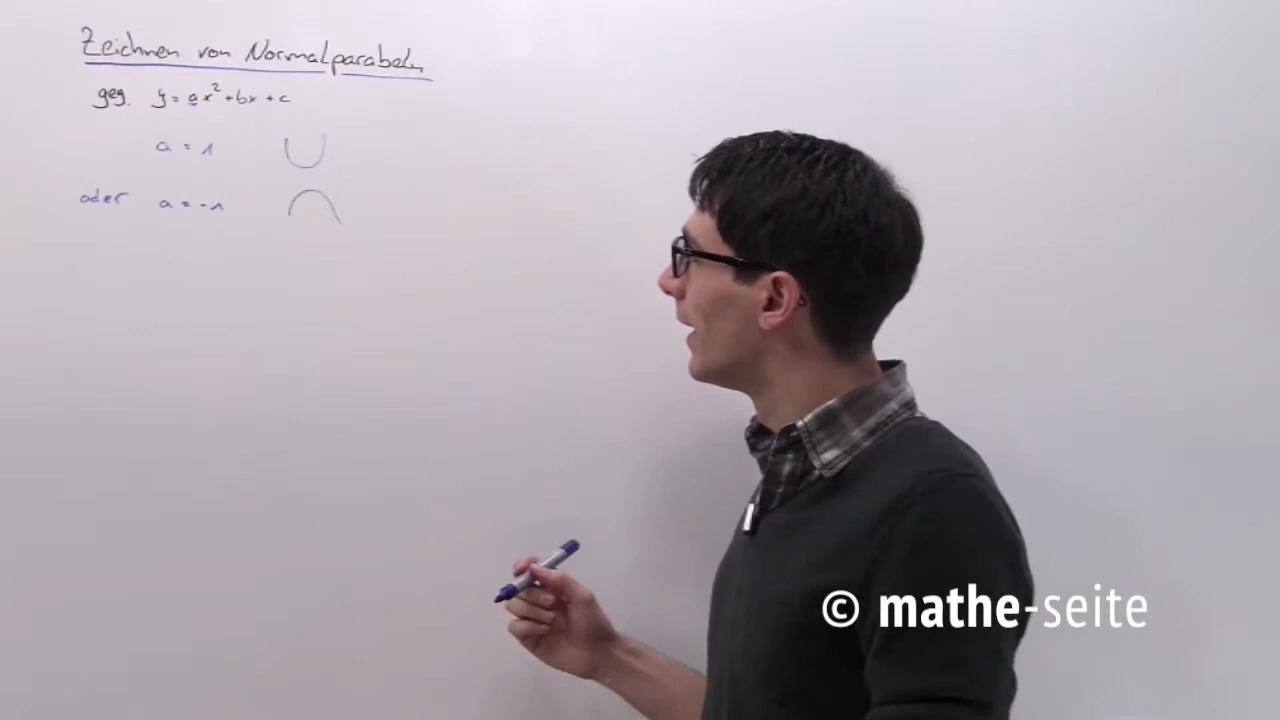 Zeichnen von Normalparabeln
geg. y = ax² + bx + c
a = 1
oder a = -1
© mathe-seite